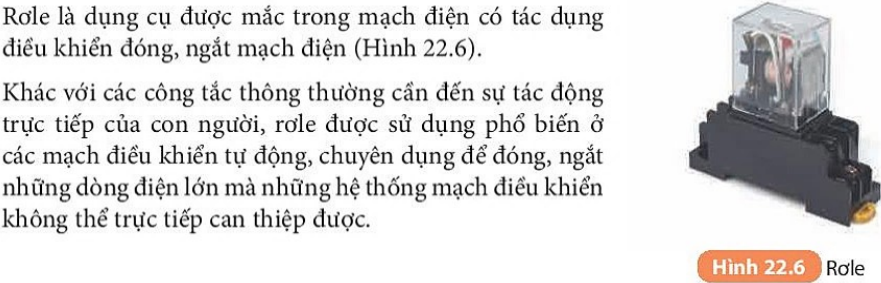 Rơle là dụng cụ được mắc trong mạch điện có tác dụng
điều khiển đóng, ngắt mạch điện (Hình 22.6).
Khác với các công tắc thông thường cần đến sự tác động
trực tiếp của con người, rơle được sử dụng phổ biến ở
các mạch điều khiển tự động, chuyên dụng để đóng, ngắt
những dòng điện lớn mà những hệ thống mạch điều khiển
không thể trực tiếp can thiệp được.
Hình 22.6 Rơle